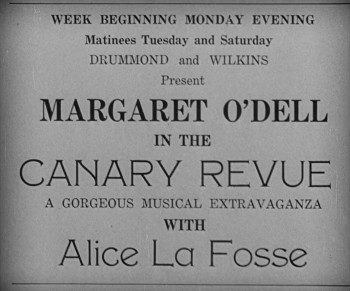 WEEK BEGINNING MONDAY EVENING
Matinees Tuesday and Saturday
DRUMMOND and WILKINS
Present
MARGARET O'DELL
IN THE
CANARY REVUE
A GORGEOUS MUSICAL EXTRAVAGANZA
WITH
Alice La Fosse